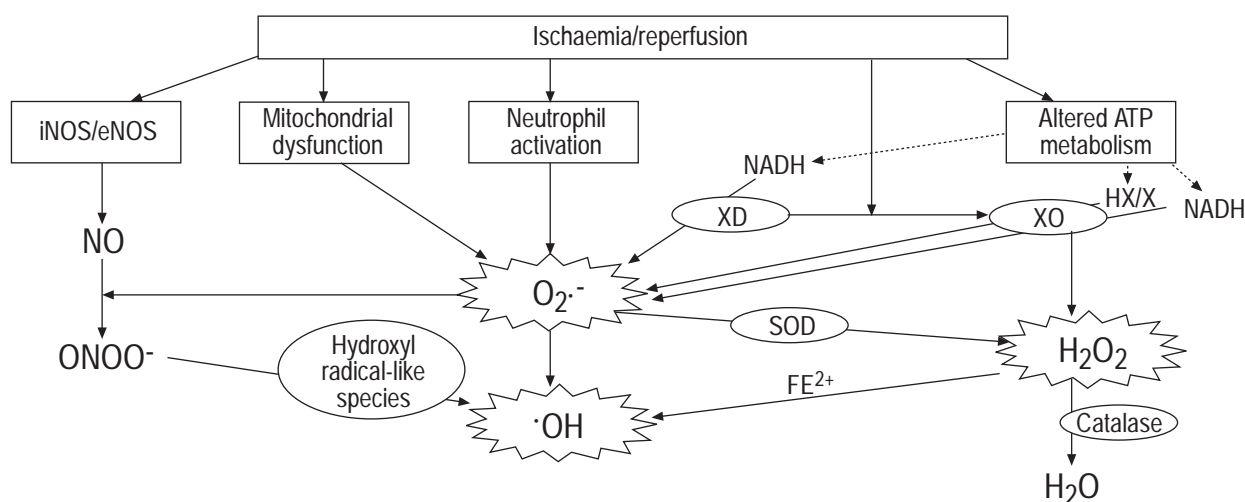 Ischaemia/reperfusion
iNOS/eNOS
Mitochondrial
dysfunction
Neutrophil
activation
Altered ATP
metabolism
NADH
HX/X
NADH
XD
XO
NO
O₂·⁻
SOD
H₂O₂
ONOO⁻
Hydroxyl
radical-like
species
FE²⁺
·OH
Catalase
H₂O